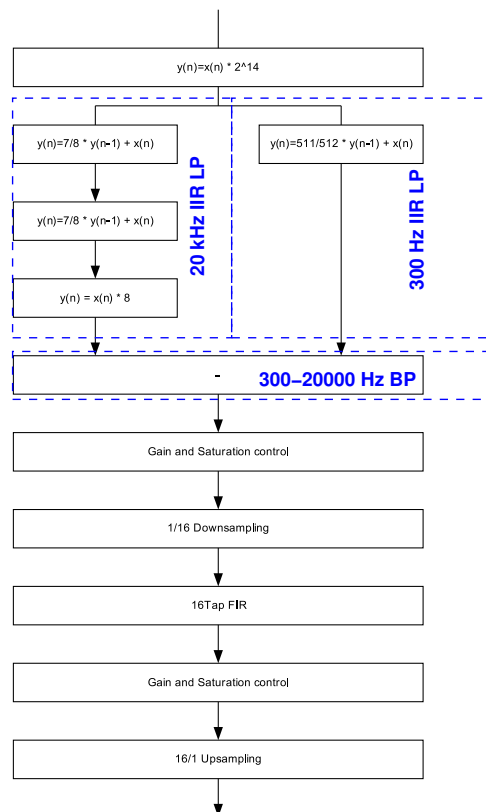 y(n)=x(n) * 2^14
y(n)=7/8 * y(n-1) + x(n)
y(n)=511/512 * y(n-1) + x(n)
y(n)=7/8 * y(n-1) + x(n)
y(n) = x(n) * 8
20 kHz IIR LP
300 Hz IIR LP
-
300–20000 Hz BP
Gain and Saturation control
1/16 Downsampling
16Tap FIR
Gain and Saturation control
16/1 Upsampling